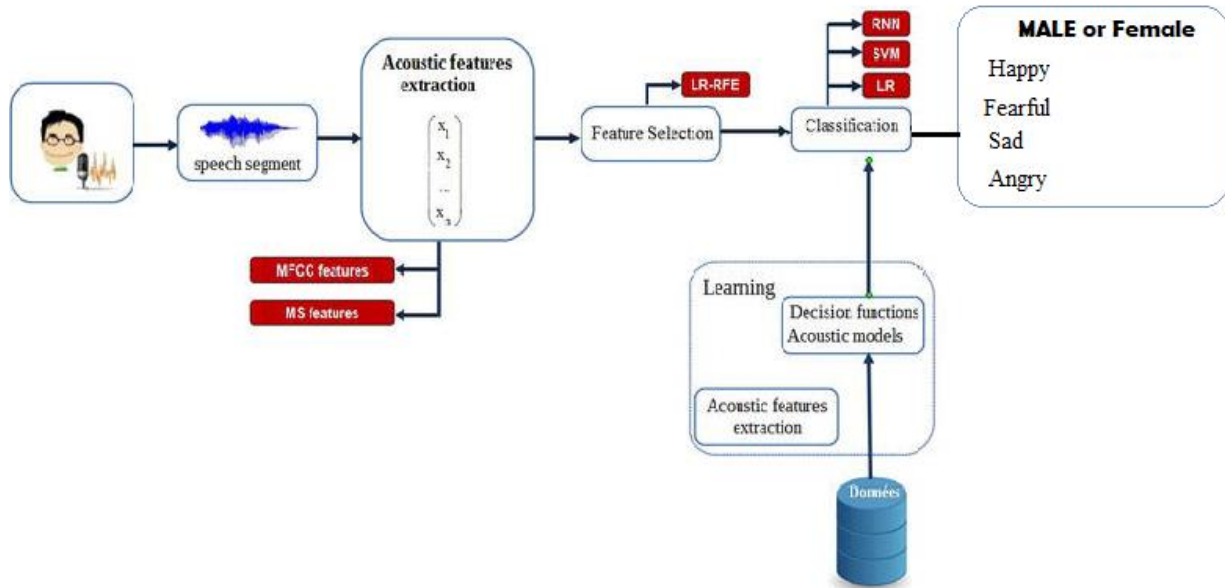 speech segment
Acoustic features
extraction
x1
x2
...
MFCC features
MS features
LR-RFE
Feature Selection
RNN
SVM
LR
Classification
MALE or Female
Happy
Fearful
Sad
Angry
Learning
Decision functions
Acoustic models
Acoustic features
extraction
Données